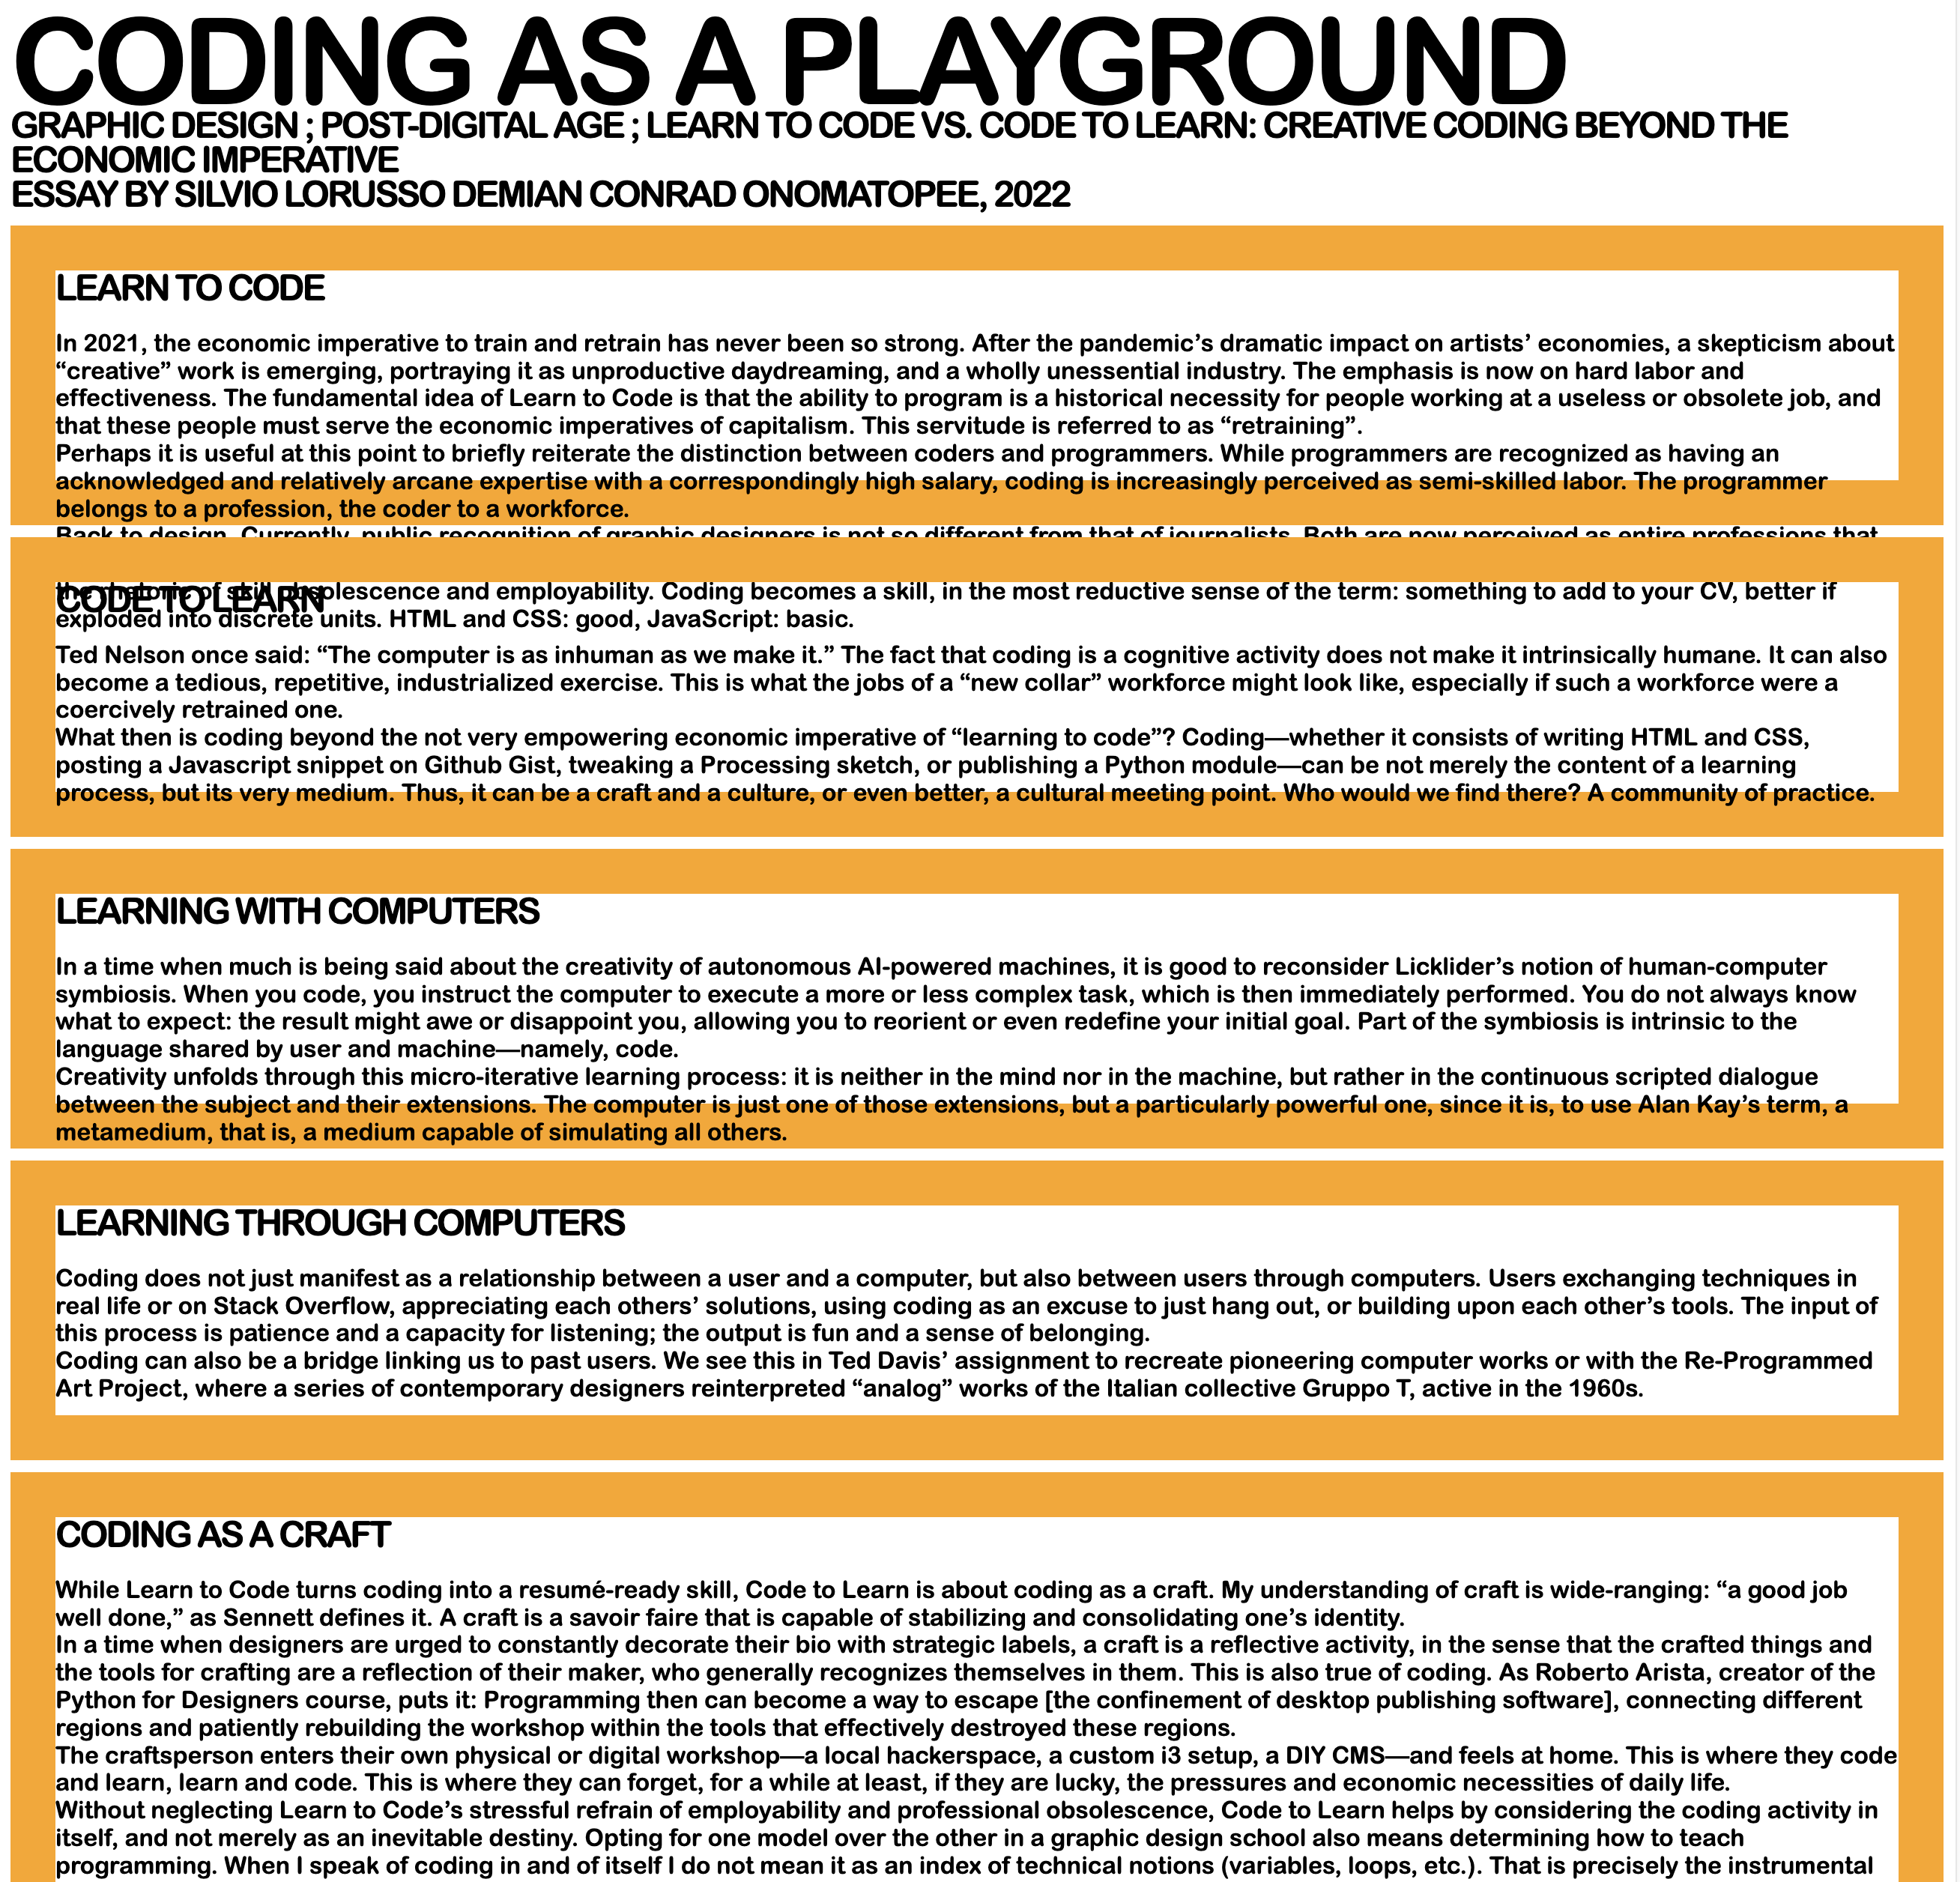 CODING AS A PLAYGROUND
GRAPHIC DESIGN ; POST-DIGITAL AGE ; LEARN TO CODE VS. CODE TO LEARN: CREATIVE CODING BEYOND THE
ECONOMIC IMPERATIVE
ESSAY BY SILVIO LORUSSO DEMIAN CONRAD ONOMATOPEE, 2022
LEARN TO CODE
In 2021, the economic imperative to train and retrain has never been so strong. After the pandemic’s dramatic impact on artists’ economies, a skepticism about
“creative” work is emerging, portraying it as unproductive daydreaming, and a wholly unessential industry. The emphasis is now on hard labor and
effectiveness. The fundamental idea of Learn to Code is that the ability to program is a historical necessity for people working at a useless or obsolete job, and
that these people must serve the economic imperatives of capitalism. This servitude is referred to as “retraining”.
Perhaps it is useful at this point to briefly reiterate the distinction between coders and programmers. While programmers are recognized as having an
acknowledged and relatively arcane expertise with a correspondingly high salary, coding is increasingly perceived as semi-skilled labor. The programmer
belongs to a profession, the coder to a workforce.
Back to design. Currently, public recognition of graphic designers is not so different from that of journalists. Both are now perceived as entire professions that
the rhetoric of skill obsolescence and employability. Coding becomes a skill, in the most reductive sense of the term: something to add to your CV, better if
CODE TO LEARN
exploded into discrete units. HTML and CSS: good, JavaScript: basic.
Ted Nelson once said: “The computer is as inhuman as we make it.” The fact that coding is a cognitive activity does not make it intrinsically humane. It can also
become a tedious, repetitive, industrialized exercise. This is what the jobs of a “new collar” workforce might look like, especially if such a workforce were a
coercively retrained one.
What then is coding beyond the not very empowering economic imperative of “learning to code”? Coding—whether it consists of writing HTML and CSS,
posting a Javascript snippet on Github Gist, tweaking a Processing sketch, or publishing a Python module—can be not merely the content of a learning
process, but its very medium. Thus, it can be a craft and a culture, or even better, a cultural meeting point. Who would we find there? A community of practice.
LEARNING WITH COMPUTERS
In a time when much is being said about the creativity of autonomous AI-powered machines, it is good to reconsider Licklider’s notion of human-computer
symbiosis. When you code, you instruct the computer to execute a more or less complex task, which is then immediately performed. You do not always know
what to expect: the result might awe or disappoint you, allowing you to reorient or even redefine your initial goal. Part of the symbiosis is intrinsic to the
language shared by user and machine—namely, code.
Creativity unfolds through this micro-iterative learning process: it is neither in the mind nor in the machine, but rather in the continuous scripted dialogue
between the subject and their extensions. The computer is just one of those extensions, but a particularly powerful one, since it is, to use Alan Kay’s term, a
metamedium, that is, a medium capable of simulating all others.
LEARNING THROUGH COMPUTERS
Coding does not just manifest as a relationship between a user and a computer, but also between users through computers. Users exchanging techniques in
real life or on Stack Overflow, appreciating each others’ solutions, using coding as an excuse to just hang out, or building upon each other’s tools. The input of
this process is patience and a capacity for listening; the output is fun and a sense of belonging.
Coding can also be a bridge linking us to past users. We see this in Ted Davis’ assignment to recreate pioneering computer works or with the Re-Programmed
Art Project, where a series of contemporary designers reinterpreted “analog” works of the Italian collective Gruppo T, active in the 1960s.
CODING AS A CRAFT
While Learn to Code turns coding into a resumé-ready skill, Code to Learn is about coding as a craft. My understanding of craft is wide-ranging: “a good job
well done,” as Sennett defines it. A craft is a savoir faire that is capable of stabilizing and consolidating one’s identity.
In a time when designers are urged to constantly decorate their bio with strategic labels, a craft is a reflective activity, in the sense that the crafted things and
the tools for crafting are a reflection of their maker, who generally recognizes themselves in them. This is also true of coding. As Roberto Arista, creator of the
Python for Designers course, puts it: Programming then can become a way to escape [the confinement of desktop publishing software], connecting different
regions and patiently rebuilding the workshop within the tools that effectively destroyed these regions.
The craftsperson enters their own physical or digital workshop—a local hackerspace, a custom i3 setup, a DIY CMS—and feels at home. This is where they code
and learn, learn and code. This is where they can forget, for a while at least, if they are lucky, the pressures and economic necessities of daily life.
Without neglecting Learn to Code’s stressful refrain of employability and professional obsolescence, Code to Learn helps by considering the coding activity in
itself, and not merely as an inevitable destiny. Opting for one model over the other in a graphic design school also means determining how to teach
programming. When I speak of coding in and of itself I do not mean it as an index of technical notions (variables, loops, etc.). That is precisely the instrumental